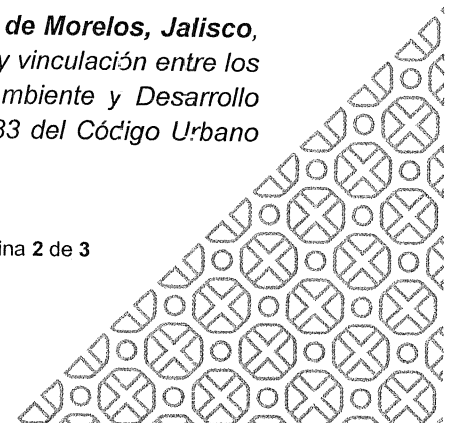 de Morelos, Jalisco,
y vinculación entre los
mbiente y Desarrollo
33 del Código Urbano
ina 2 de 3